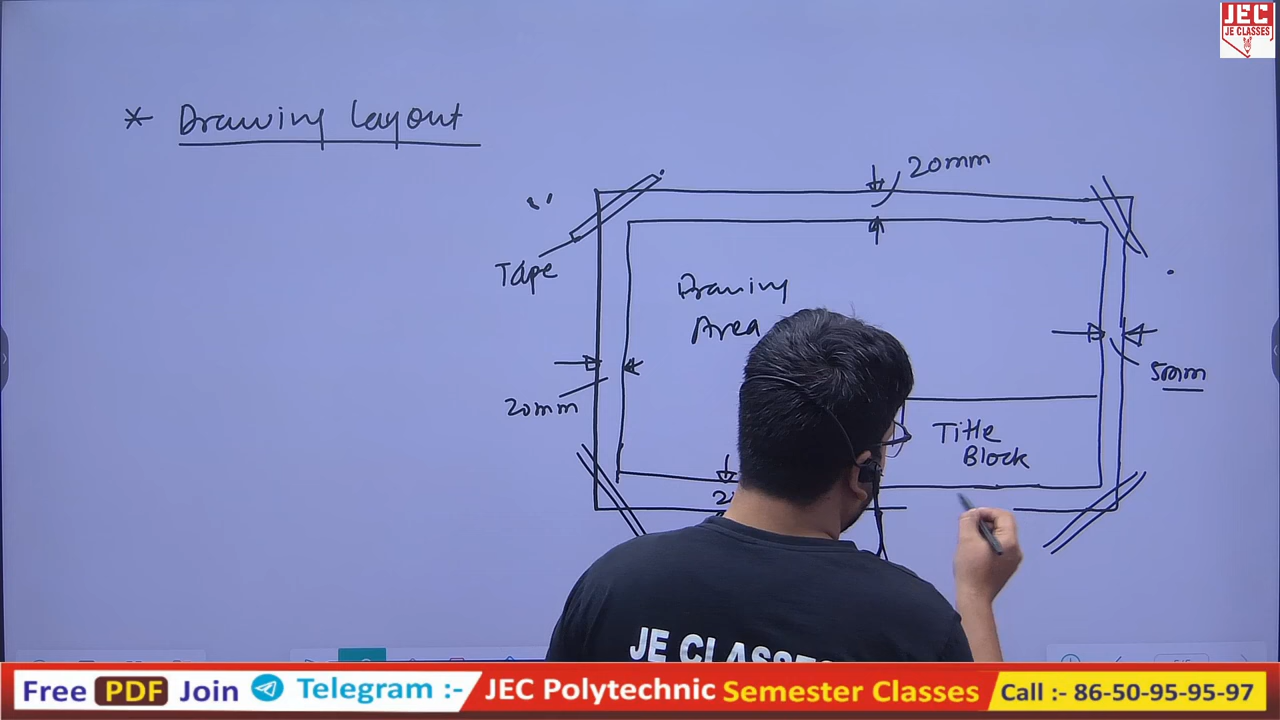 JEC
JE CLASSES
* Drawing layout
20mm
Tape
Drawing
Area
5mm
20mm
Title
Block
JE CLASSES
Free PDF Join Telegram :- JEC Polytechnic Semester Classes Call :- 86-50-95-95-97